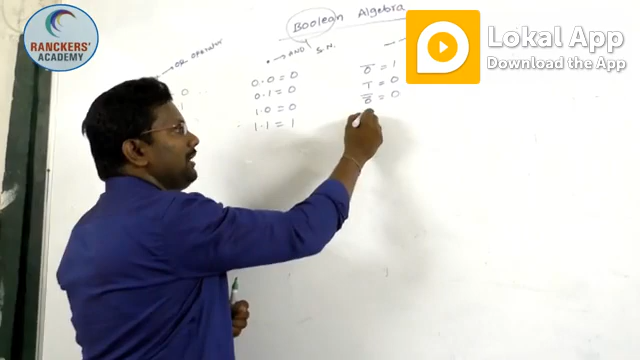 Boolean Algebra
RANCKERS'
ACADEMY
Lokal App
Download the App
→ OR operator
• → AND
S.N.
0
1
0·0 = 0
0·1 = 0
1·0 = 0
1·1 = 1
0̅ = 1
1̅ = 0
= 0